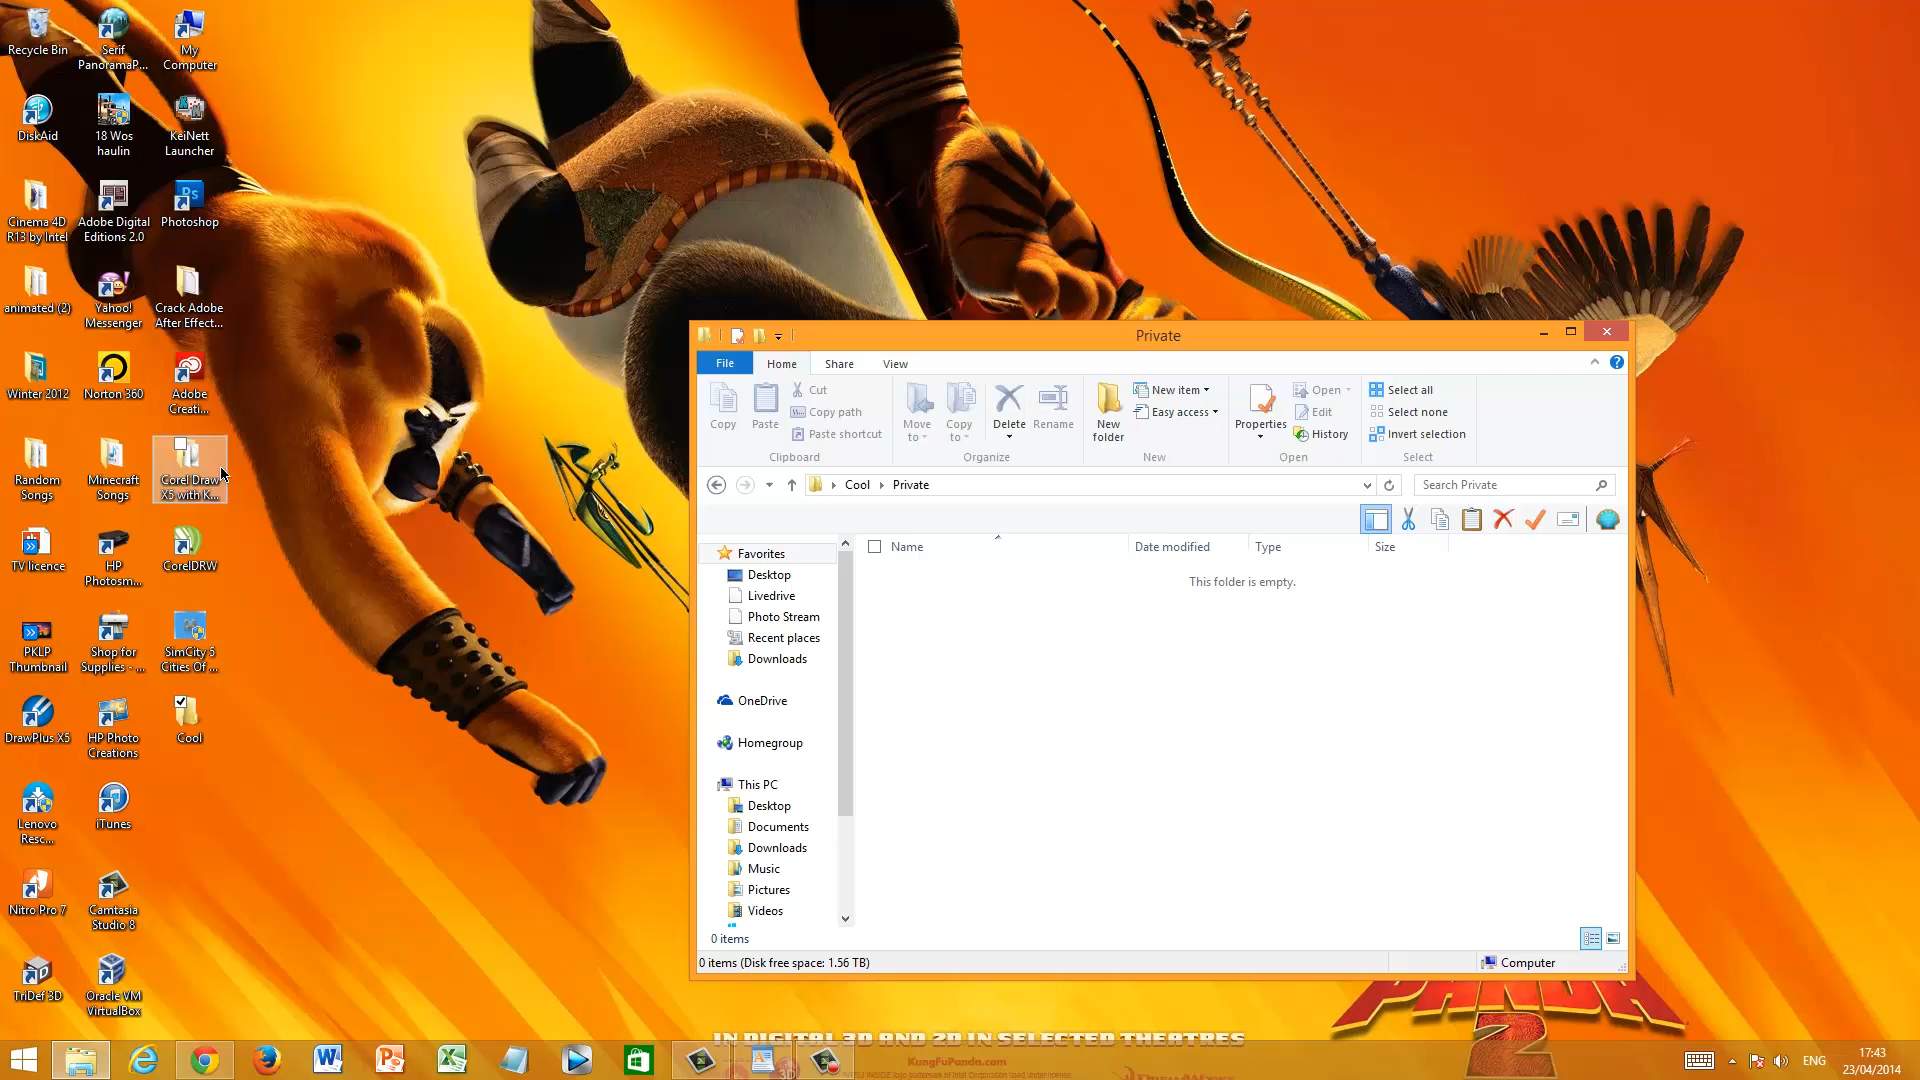 Recycle Bin
Serif
PanoramaP...
My
Computer
DiskAid
18 Wos
haulin
KeiNett
Launcher
Cinema 4D
R13 by Intel
Adobe Digital
Editions 2.0
Photoshop
animated (2)
Yahoo!
Messenger
Crack Adobe
After Effect...
Winter 2012
Norton 360
Adobe
Creati...
Random
Songs
Minecraft
Songs
Corel Draw
X5 with K...
TV licence
HP
Photosm...
CorelDRW
PKLP
Thumbnail
Shop for
Supplies - ...
SimCity 5
Cities Of ...
DrawPlus X5
HP Photo
Creations
Cool
Lenovo
Resc...
iTunes
Nitro Pro 7
Camtasia
Studio 8
TriDef 3D
Oracle VM
VirtualBox
Private
File
Home
Share
View
Copy
Paste
Cut
Copy path
Paste shortcut
Clipboard
Move
to
Copy
to
Delete
Rename
Organize
New
folder
New item
Easy access
New
Properties
Open
Edit
History
Open
Select all
Select none
Invert selection
Select
Cool
Private
Search Private
Name
Date modified
Type
Size
This folder is empty.
Favorites
Desktop
Livedrive
Photo Stream
Recent places
Downloads
OneDrive
Homegroup
This PC
Desktop
Documents
Downloads
Music
Pictures
Videos
0 items
0 items (Disk free space: 1.56 TB)
Computer
PANDA
2
IN DIGITAL 3D AND 2D IN SELECTED THEATRES
KungFuPanda.com
ENG
17:43
23/04/2014